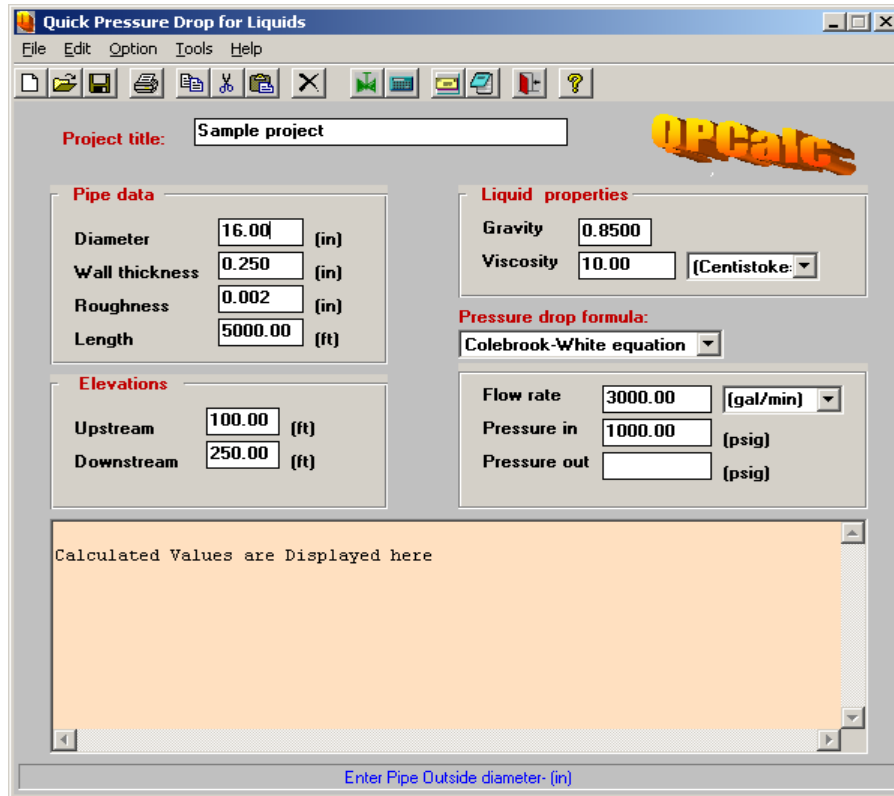 Quick Pressure Drop for Liquids
File Edit Option Tools Help
Project title: Sample project
QPCalc
Pipe data
Diameter 16.00 (in)
Wall thickness 0.250 (in)
Roughness 0.002 (in)
Length 5000.00 (ft)
Liquid properties
Gravity 0.8500
Viscosity 10.00 (Centistoke:
Pressure drop formula:
Colebrook-White equation
Elevations
Upstream 100.00 (ft)
Downstream 250.00 (ft)
Flow rate 3000.00 (gal/min)
Pressure in 1000.00 (psig)
Pressure out (psig)
Calculated Values are Displayed here
Enter Pipe Outside diameter- (in)